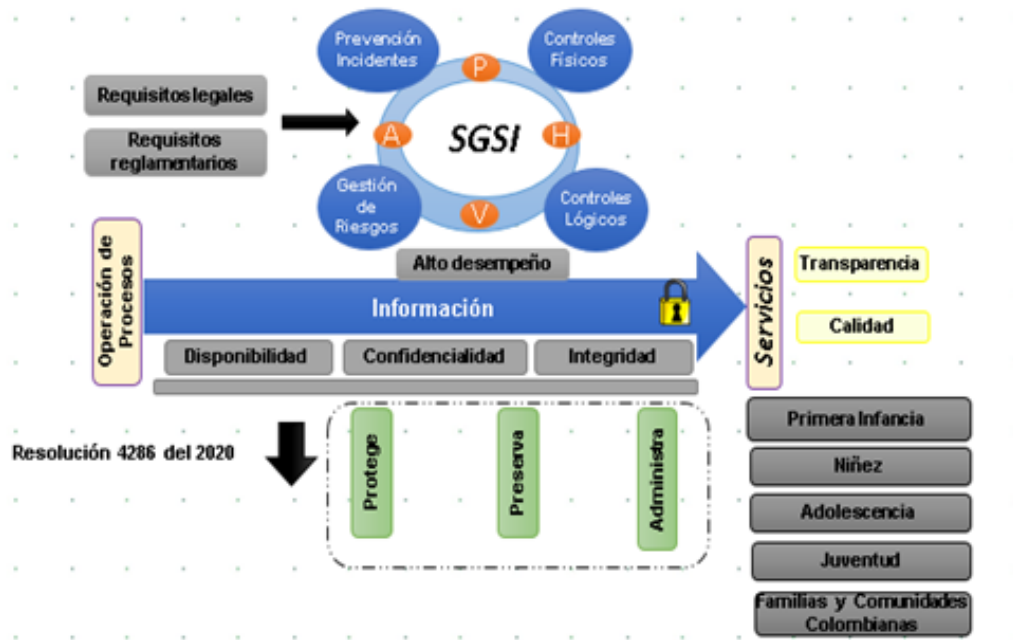 Prevención
Incidentes
Controles
Físicos
P
Requisitos legales
Requisitos
reglamentarios
A
SGSI
H
Gestión
de
Riesgos
V
Controles
Lógicos
Alto desempeño
Operación de
Procesos
Información
Servicios
Transparencia
Calidad
Disponibilidad
Confidencialidad
Integridad
Resolución 4286 del 2020
Protege
Preserva
Administra
Primera Infancia
Niñez
Adolescencia
Juventud
Familias y Comunidades
Colombianas